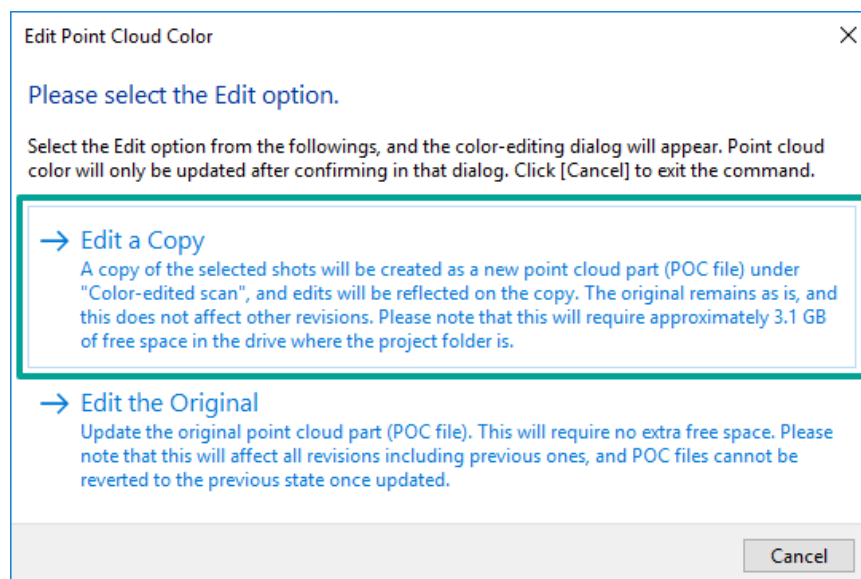 Edit Point Cloud Color
Please select the Edit option.
Select the Edit option from the followings, and the color-editing dialog will appear. Point cloud
color will only be updated after confirming in that dialog. Click [Cancel] to exit the command.
Edit a Copy
A copy of the selected shots will be created as a new point cloud part (POC file) under
"Color-edited scan", and edits will be reflected on the copy. The original remains as is, and
this does not affect other revisions. Please note that this will require approximately 3.1 GB
of free space in the drive where the project folder is.
Edit the Original
Update the original point cloud part (POC file). This will require no extra free space. Please
note that this will affect all revisions including previous ones, and POC files cannot be
reverted to the previous state once updated.
Cancel